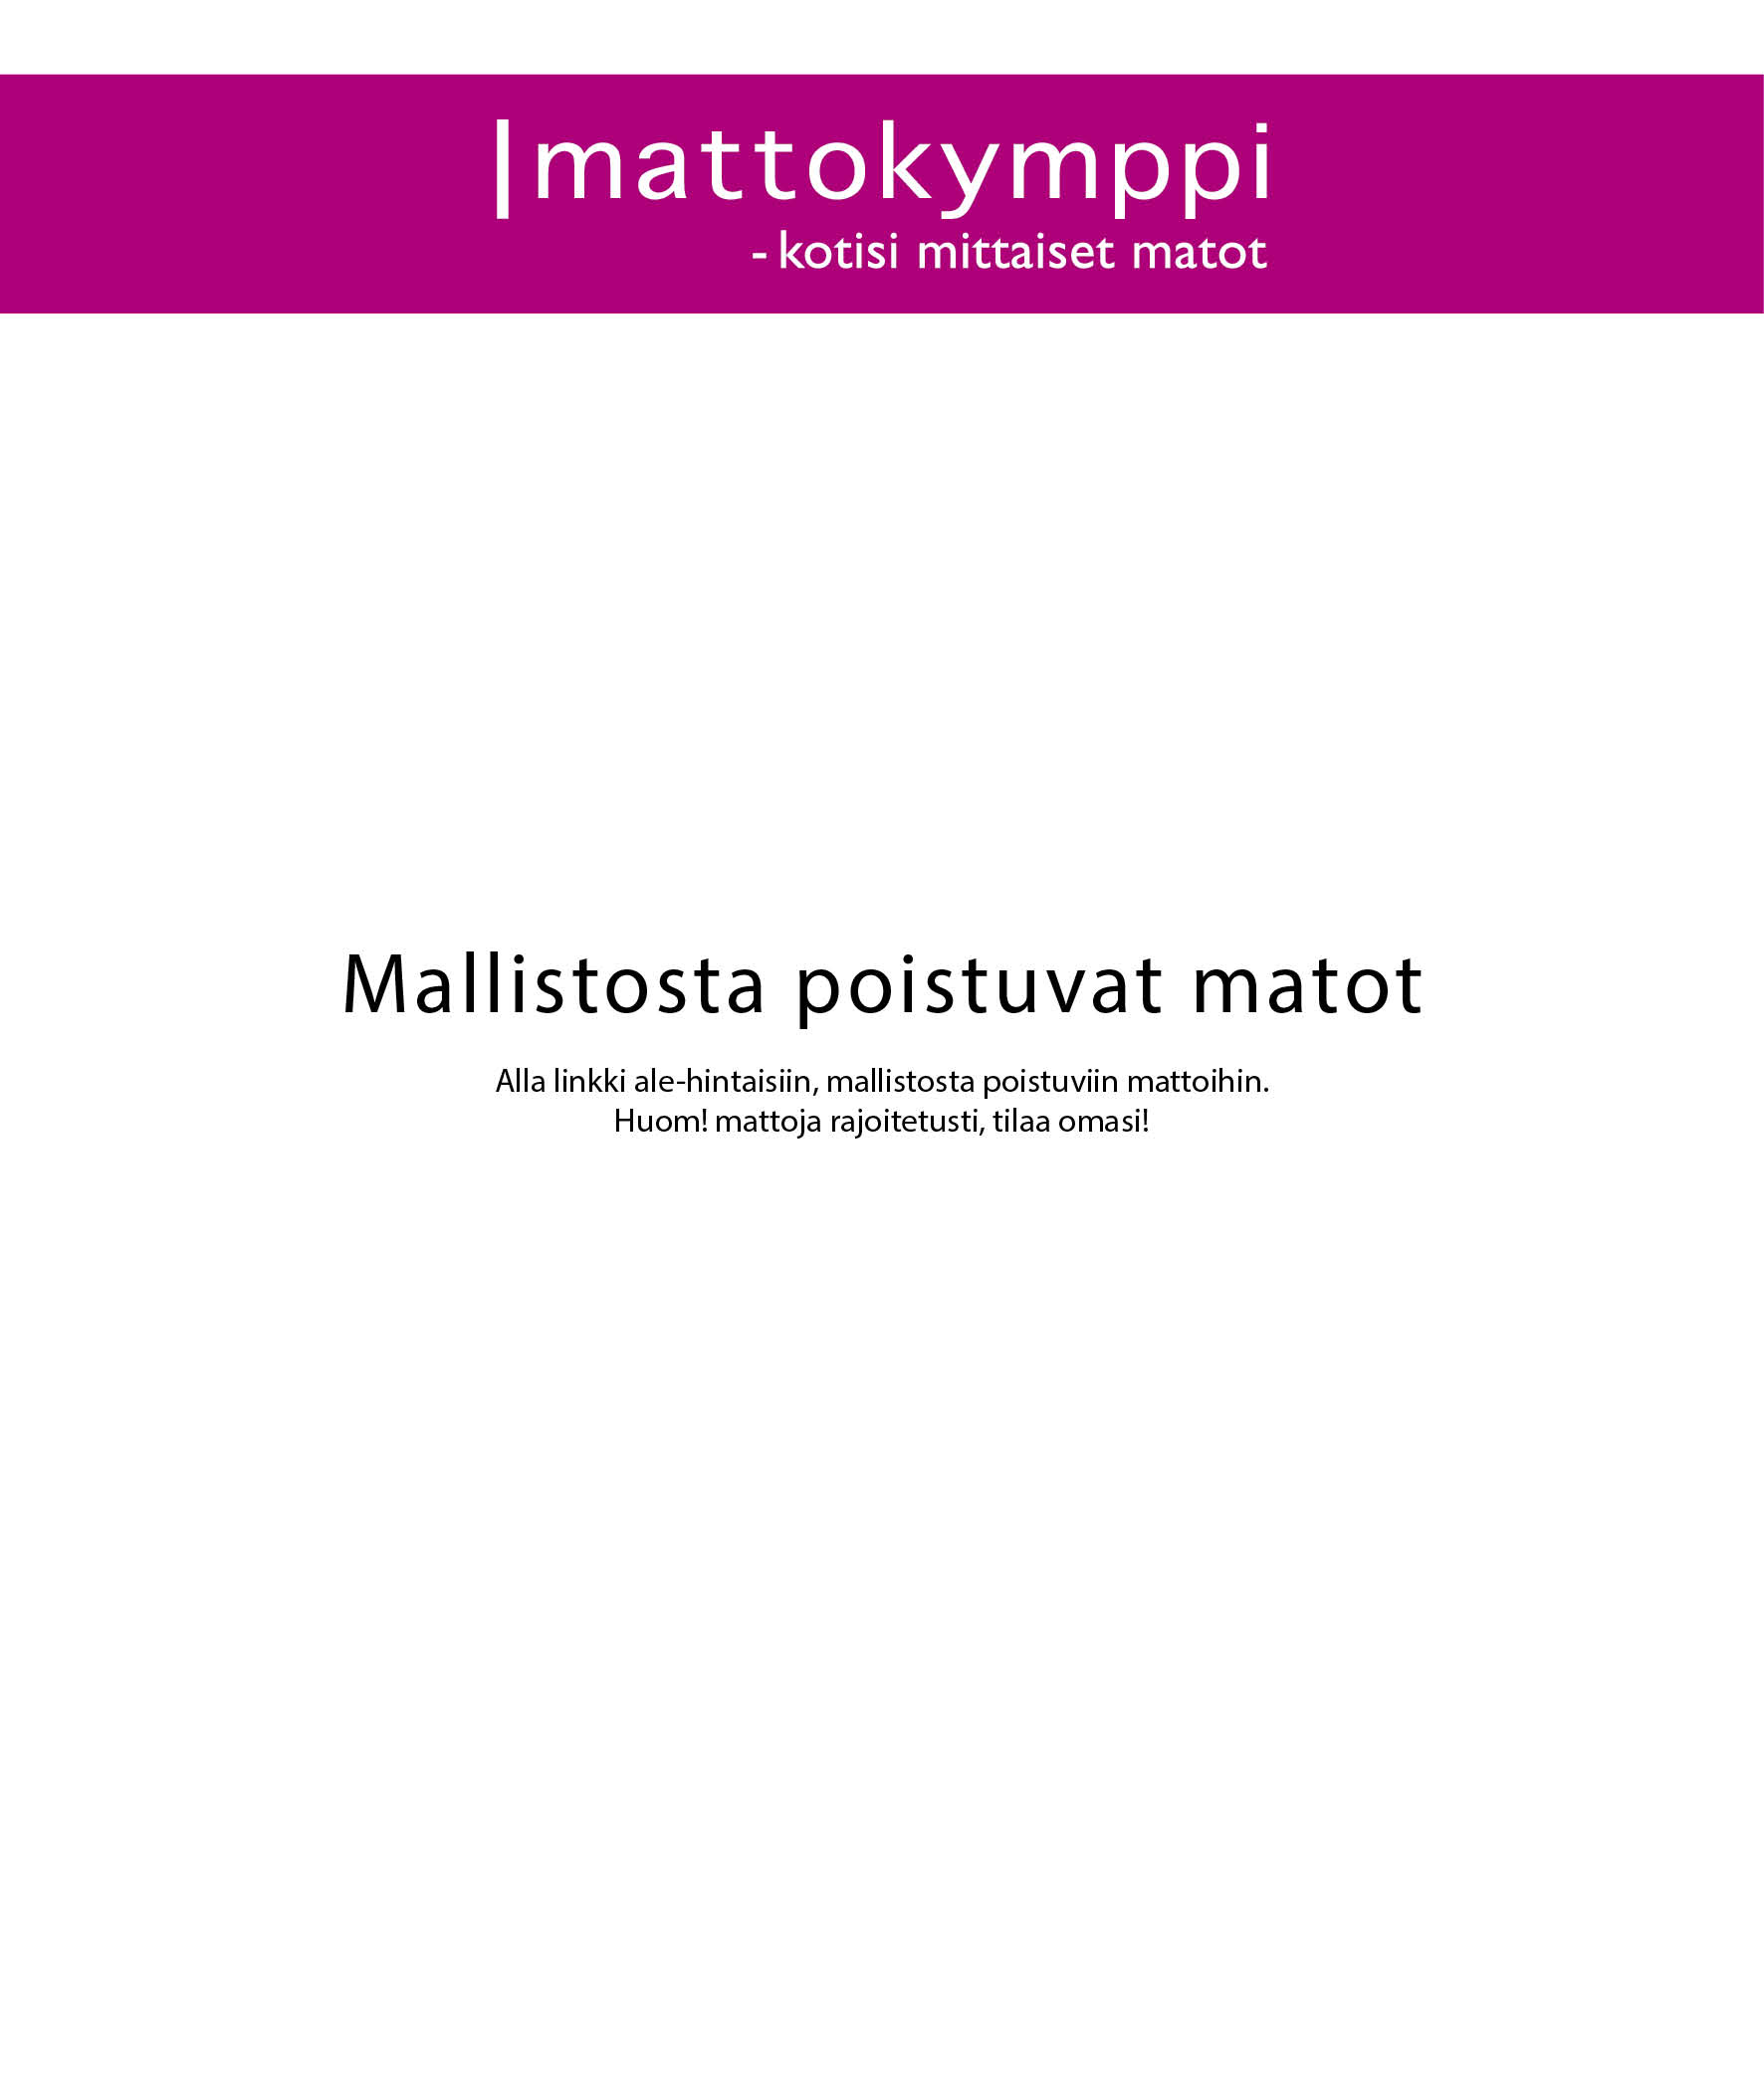 |mattokymppi
- kotisi mittaiset matot
Mallistosta poistuvat matot
Alla linkki ale-hintaisiin, mallistosta poistuviin mattoihin.
Huom! mattoja rajoitetusti, tilaa omasi!